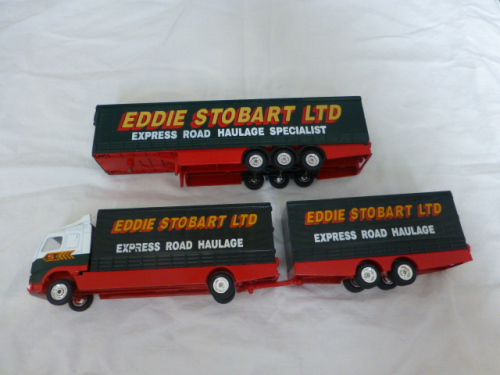 EDDIE STOBART LTD
EXPRESS ROAD HAULAGE SPECIALIST
EDDIE STOBART LTD
EXPRESS ROAD HAULAGE
EDDIE STOBART LTD
EXPRESS ROAD HAULAGE